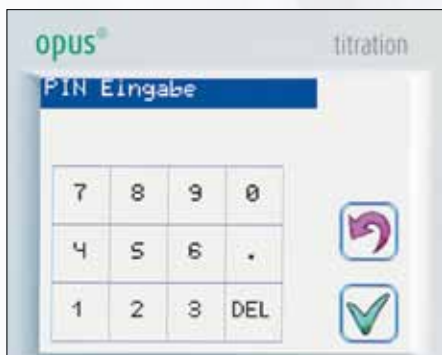 opus® titration
PIN Eingabe
7 8 9 0
4 5 6 .
1 2 3 DEL